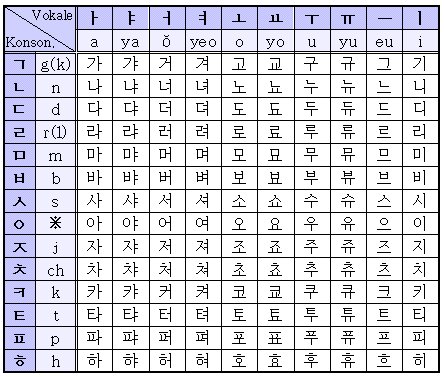 Vokale ㅏ ㅑ ㅓ ㅕ ㅗ ㅛ ㅜ ㅠ ㅡ ㅣ
Konson. a ya ŏ yeo o yo u yu eu i
ㄱ g(k) 가 갸 거 겨 고 교 구 규 그 기
ㄴ n 나 냐 너 녀 노 뇨 누 뉴 느 니
ㄷ d 다 댜 더 뎌 도 됴 두 듀 드 디
ㄹ r(l) 라 랴 러 려 로 료 루 류 르 리
ㅁ m 마 먀 머 며 모 묘 무 뮤 므 미
ㅂ b 바 뱌 버 벼 보 뵤 부 뷰 브 비
ㅅ s 사 샤 서 셔 소 쇼 수 슈 스 시
ㅇ ※ 아 야 어 여 오 요 우 유 으 이
ㅈ j 자 쟈 저 져 조 죠 주 쥬 즈 지
ㅊ ch 차 챠 처 쳐 초 쵸 추 츄 츠 치
ㅋ k 카 캬 커 켜 코 쿄 쿠 큐 크 키
ㅌ t 타 탸 터 텨 토 툐 투 튜 트 티
ㅍ p 파 퍄 퍼 펴 포 표 푸 퓨 프 피
ㅎ h 하 햐 허 혀 호 효 후 휴 흐 히